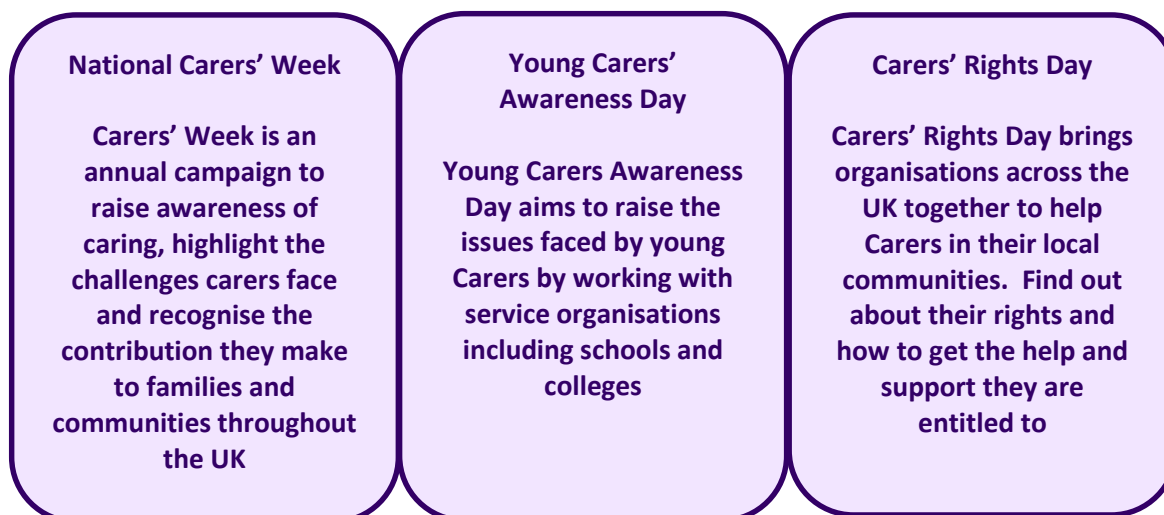 National Carers’ Week
Carers’ Week is an
annual campaign to
raise awareness of
caring, highlight the
challenges carers face
and recognise the
contribution they make
to families and
communities throughout
the UK
Young Carers’
Awareness Day
Young Carers Awareness
Day aims to raise the
issues faced by young
Carers by working with
service organisations
including schools and
colleges
Carers’ Rights Day
Carers’ Rights Day brings
organisations across the
UK together to help
Carers in their local
communities.  Find out
about their rights and
how to get the help and
support they are
entitled to